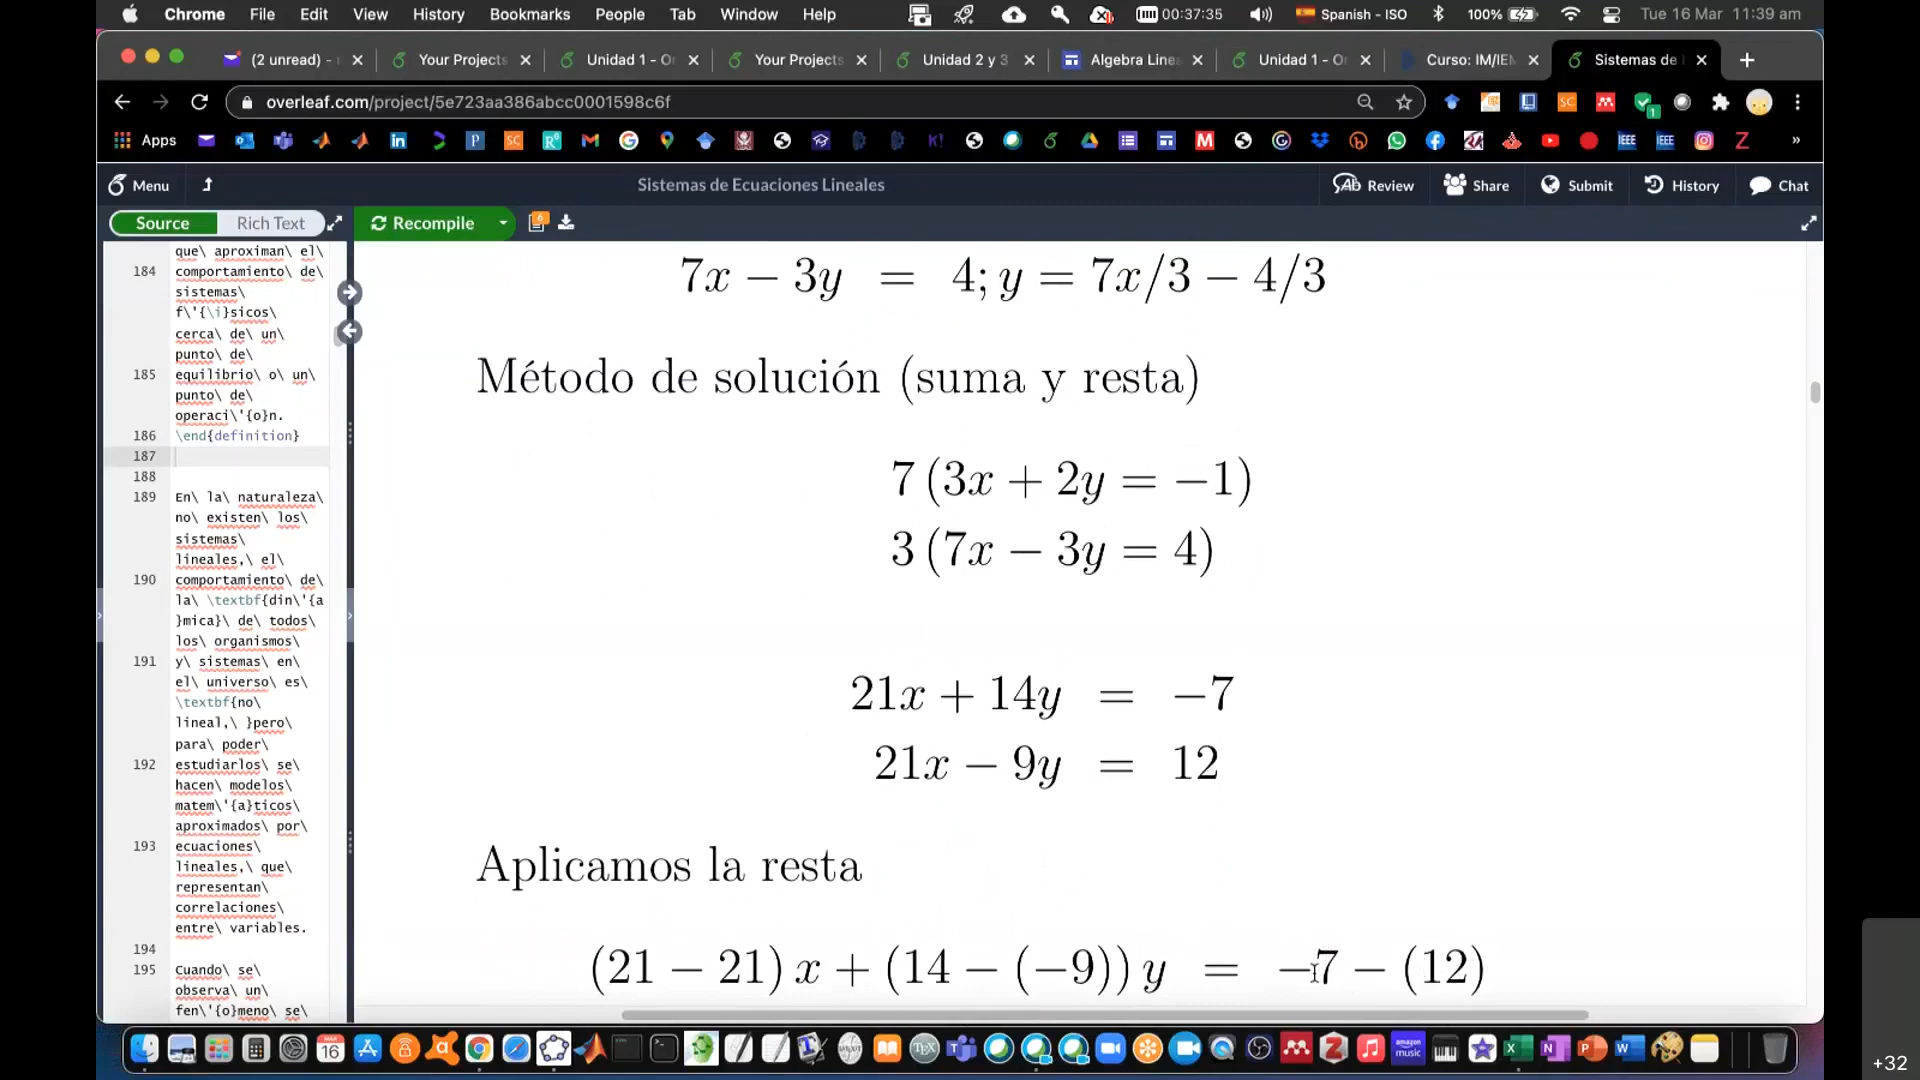 Chrome File Edit View History Bookmarks People Tab Window Help 00:37:35 Spanish - ISO 100% Tue 16 Mar 11:39 am
(2 unread) - Your Projects Unidad 1 - Or Your Projects Unidad 2 y 3 Algebra Linea Unidad 1 - Or Curso: IM/IEM Sistemas de
overleaf.com/project/5e723aa386abcc0001598c6f
Apps
Menu Sistemas de Ecuaciones Lineales Review Share Submit History Chat
Source Rich Text Recompile
que\ aproximan\ el\
184 comportamiento\ de\
sistemas\
f\'{\i}sicos\
cerca\ de\ un\
punto\ de\
185 equilibrio\ o\ un\
punto\ de\
operaci\'{o}n.
186 \end{definition}
187
188
189 En\ la\ naturaleza\
no\ existen\ los\
sistemas\
lineales,\ el\
190 comportamiento\ de\
la\ \textbf{din\'{a
}mica}\ de\ todos\
los\ organismos\
191 y\ sistemas\ en\
el\ universo\ es\
\textbf{no\
lineal,\ }pero\
para\ poder\
192 estudiarlos\ se\
hacen\ modelos\
matem\'{a}ticos\
aproximados\ por\
193 ecuaciones\
lineales,\ que\
representan\
correlaciones\
entre\ variables.
194
195 Cuando\ se\
observa\ un\
fen\'{o}meno\ se\
7x − 3y = 4; y = 7x/3 − 4/3
Método de solución (suma y resta)
7 (3x + 2y = −1)
3 (7x − 3y = 4)
21x + 14y = −7
21x − 9y = 12
Aplicamos la resta
(21 − 21) x + (14 − (−9)) y = −7 − (12)
+32